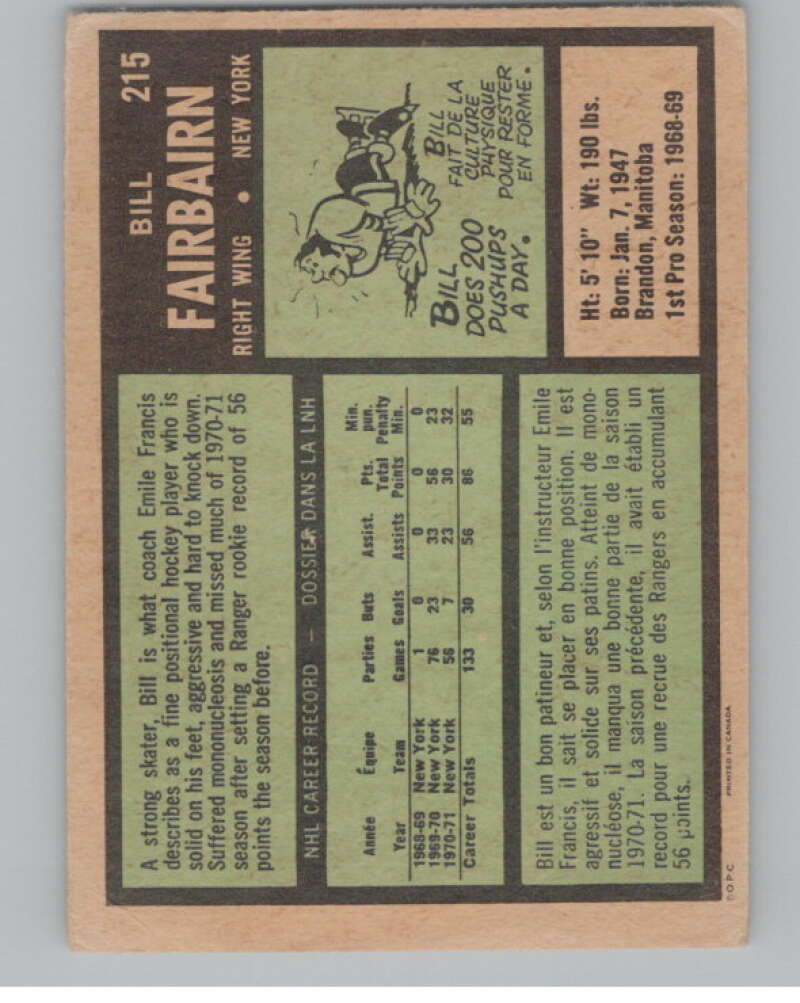 BILL 215
FAIRBAIRN
RIGHT WING • NEW YORK
BILL
DOES 200
PUSHUPS
A DAY.
BILL
FAIT DE LA
CULTURE
PHYSIQUE
POUR RESTER
EN FORME.
Ht: 5' 10" Wt: 190 lbs.
Born: Jan. 7, 1947
Brandon, Manitoba
1st Pro Season: 1968-69
A strong skater, Bill is what coach Emile Francis
describes as a fine positional hockey player who is
solid on his feet, aggressive and hard to knock down.
Suffered mononucleosis and missed much of 1970-71
season after setting a Ranger rookie record of 56
points the season before.
NHL CAREER RECORD — DOSSIER DANS LA LNH
Année Équipe Parties Buts Assist. Pts. Total Min. pun.
Year Team Games Goals Assists Points Penalty Min.
1968-69 New York 1 0 0 0 0
1969-70 New York 76 23 33 56 23
1970-71 New York 56 7 23 30 32
Career Totals 133 30 56 86 55
Bill est un bon patineur et, selon l'instructeur Emile
Francis, il sait se placer en bonne position. Il est
agressif et solide sur ses patins. Atteint de mono-
nucléose, il manqua une bonne partie de la saison
1970-71. La saison précédente, il avait établi un
record pour une recrue des Rangers en accumulant
56 points.
© O.P.C. PRINTED IN CANADA